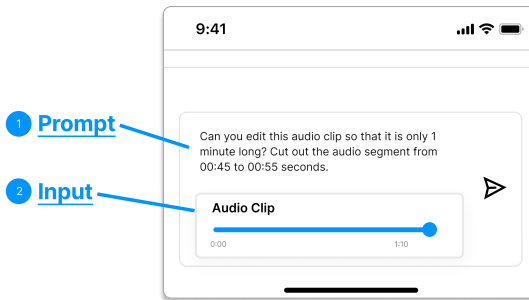 9:41
1 Prompt
Can you edit this audio clip so that it is only 1
minute long? Cut out the audio segment from
00:45 to 00:55 seconds.
2 Input
Audio Clip
0:00 1:10